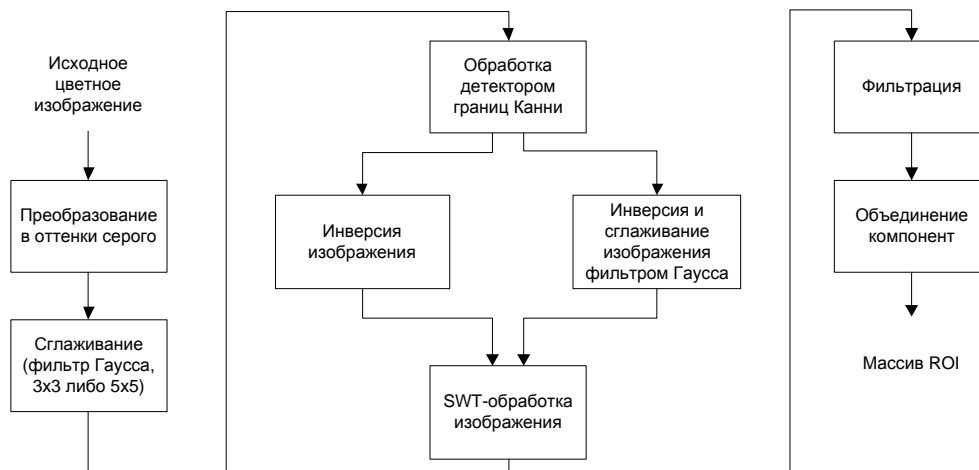 Исходное
цветное
изображение
Преобразование
в оттенки серого
Сглаживание
(фильтр Гаусса,
3x3 либо 5x5)
Обработка
детектором
границ Канни
Инверсия
изображения
Инверсия и
сглаживание
изображения
фильтром Гаусса
SWT-обработка
изображения
Фильтрация
Объединение
компонент
Массив ROI